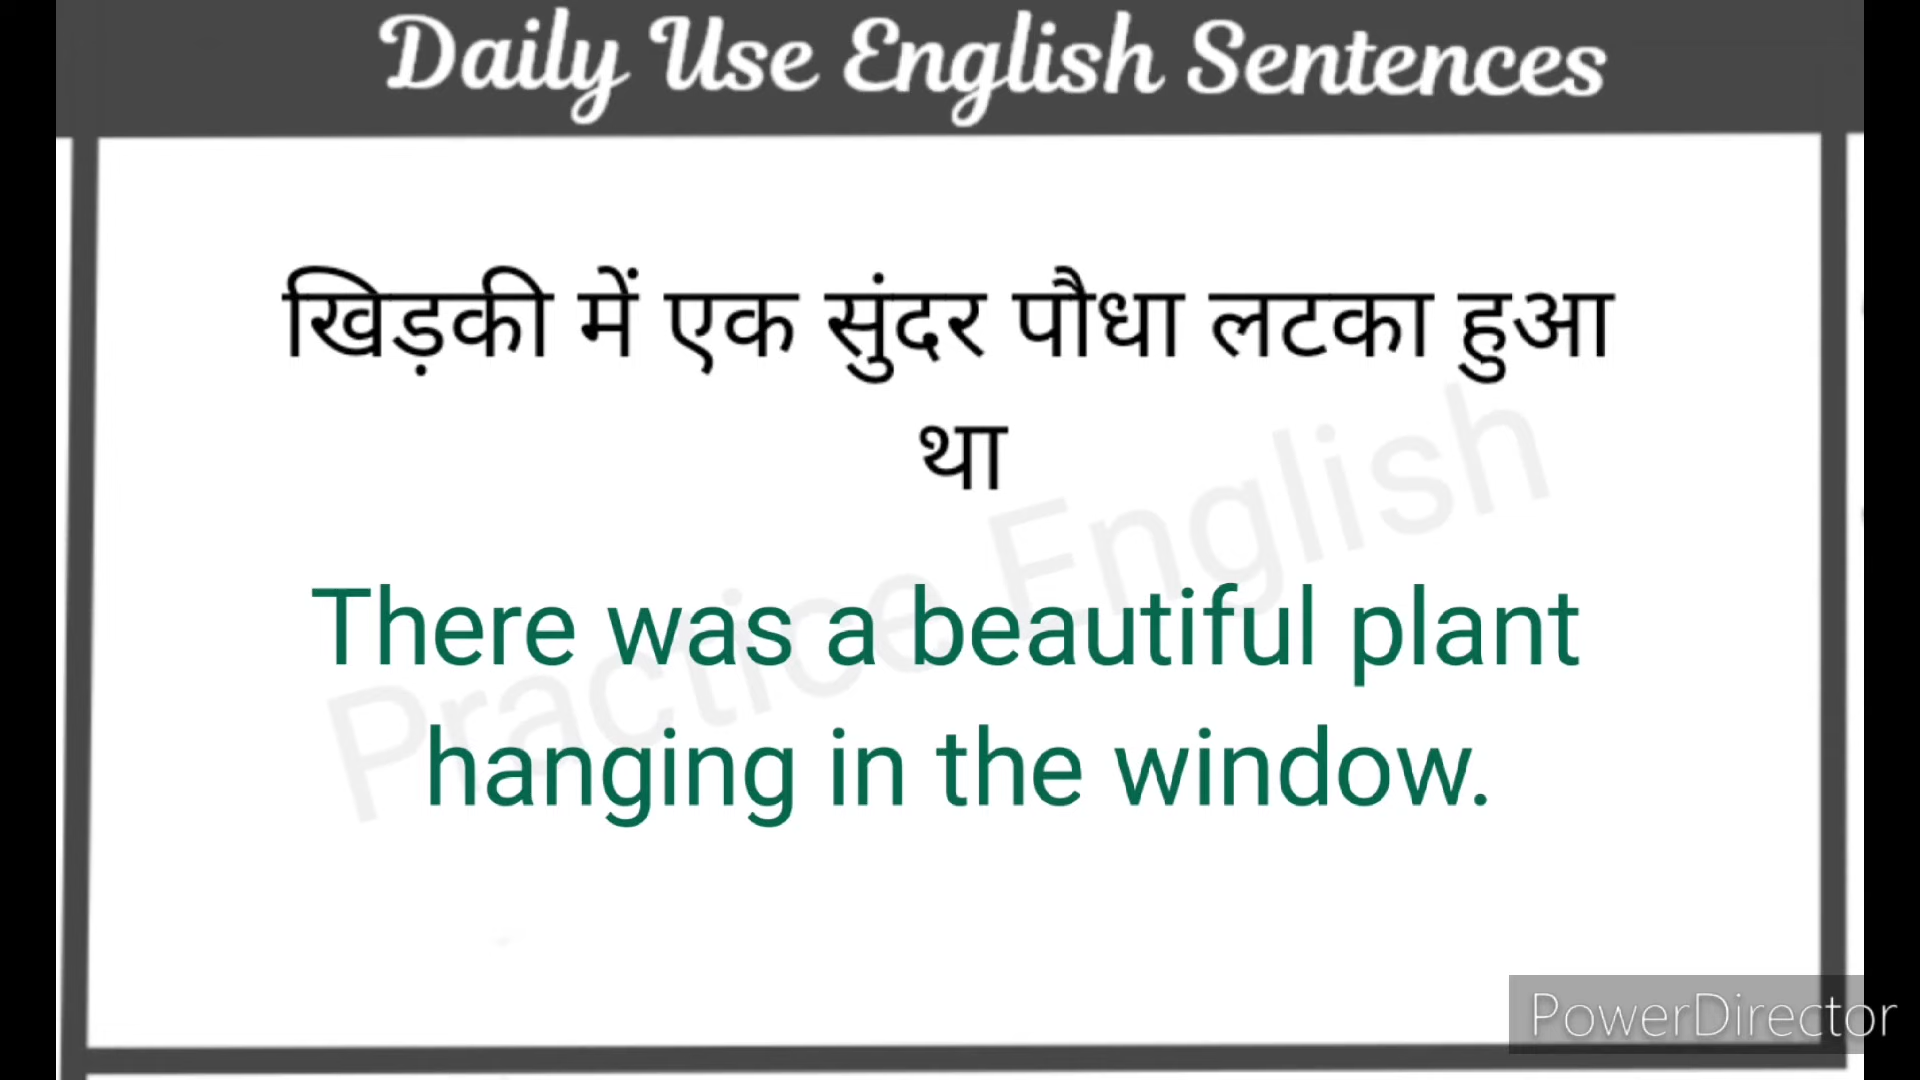 Daily Use English Sentences
खिड़की में एक सुंदर पौधा लटका हुआ
था
There was a beautiful plant
hanging in the window.
Practice English
PowerDirector